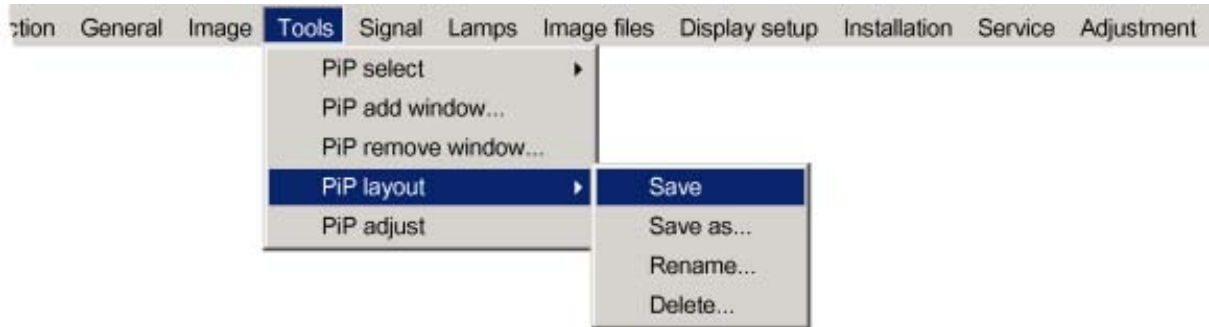 ction General Image Tools Signal Lamps Image files Display setup Installation Service Adjustment
PiP select
PiP add window...
PiP remove window...
PiP layout
Save
PiP adjust
Save as...
Rename...
Delete...